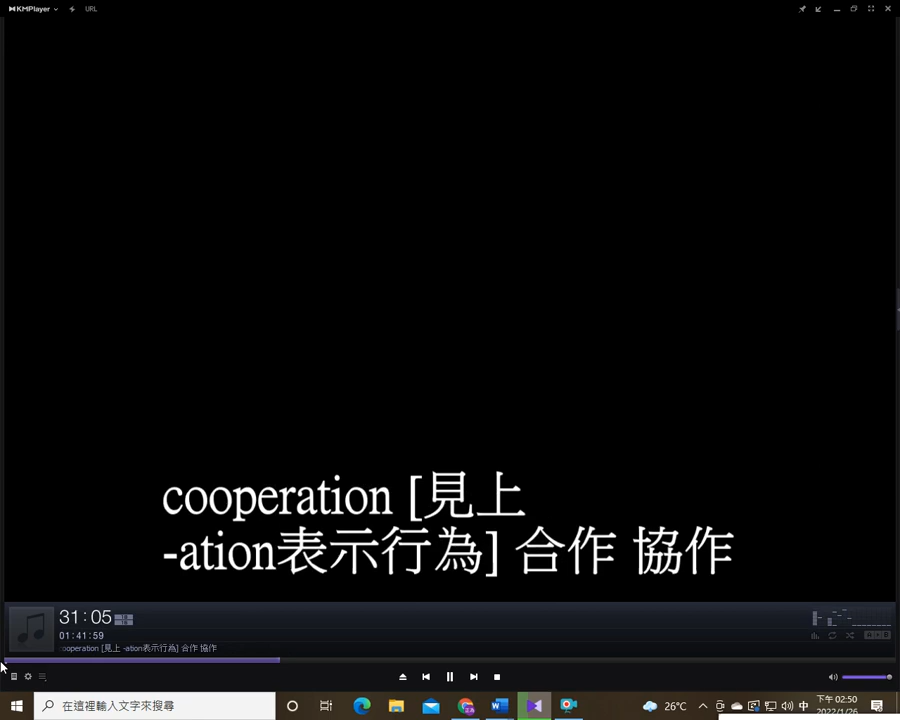 KMPlayer
URL
cooperation [見上
-ation表示行為] 合作 協作
31:05
01:41:59
ooperation [見上 -ation表示行為] 合作 協作
在這裡輸入文字來搜尋
26°C
中
下午 02:50
2022/1/26